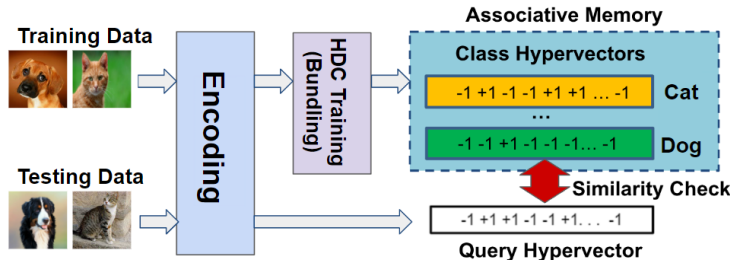 Training Data
Testing Data
Encoding
HDC Training
(Bundling)
Associative Memory
Class Hypervectors
-1 +1 -1 -1 +1 +1 ... -1
Cat
...
-1 -1 +1 -1 -1 -1... -1
Dog
Similarity Check
-1 +1 +1 -1 -1 +1. . . -1
Query Hypervector